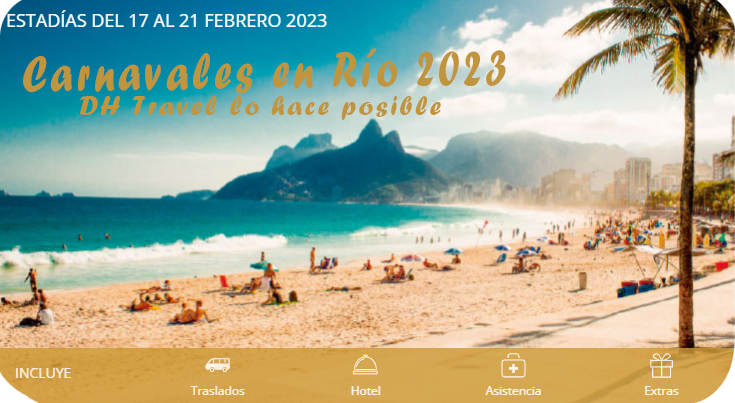 ESTADÍAS DEL 17 AL 21 FEBRERO 2023
Carnavales en Río 2023
DH Travel lo hace posible
INCLUYE
Traslados
Hotel
Asistencia
Extras